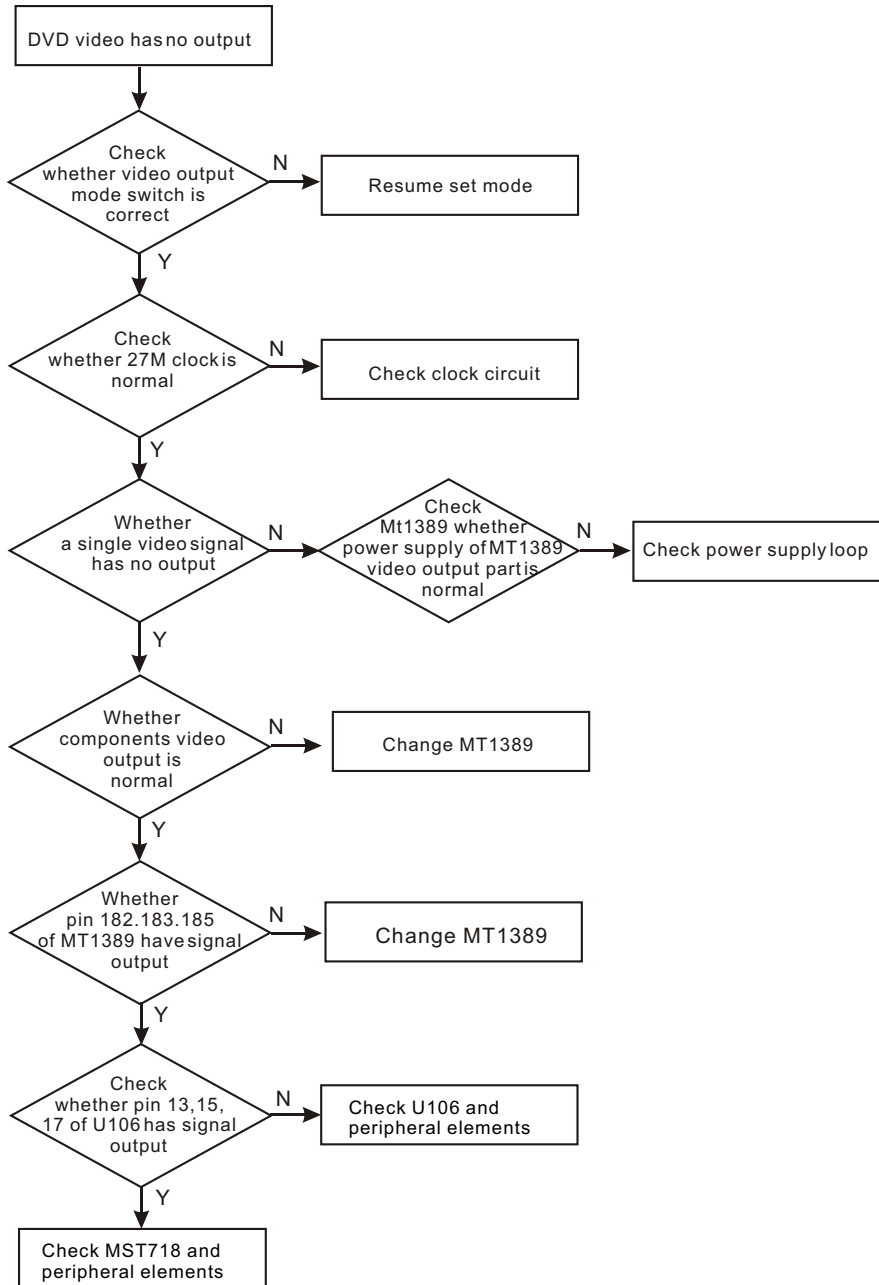 DVD video has no output
Check
whether video output
mode switch is
correct
N
Resume set mode
Y
Check
whether 27M clock is
normal
N
Check clock circuit
Y
Whether
a single video signal
has no output
N
Check
Mt1389 whether
power supply of MT1389
video output part is
normal
N
Check power supply loop
Y
Whether
components video
output is
normal
N
Change MT1389
Y
Whether
pin 182.183.185
of MT1389 have signal
output
N
Change MT1389
Y
Check
whether pin 13,15,
17 of U106 has signal
output
N
Check U106 and
peripheral elements
Y
Check MST718 and
peripheral elements